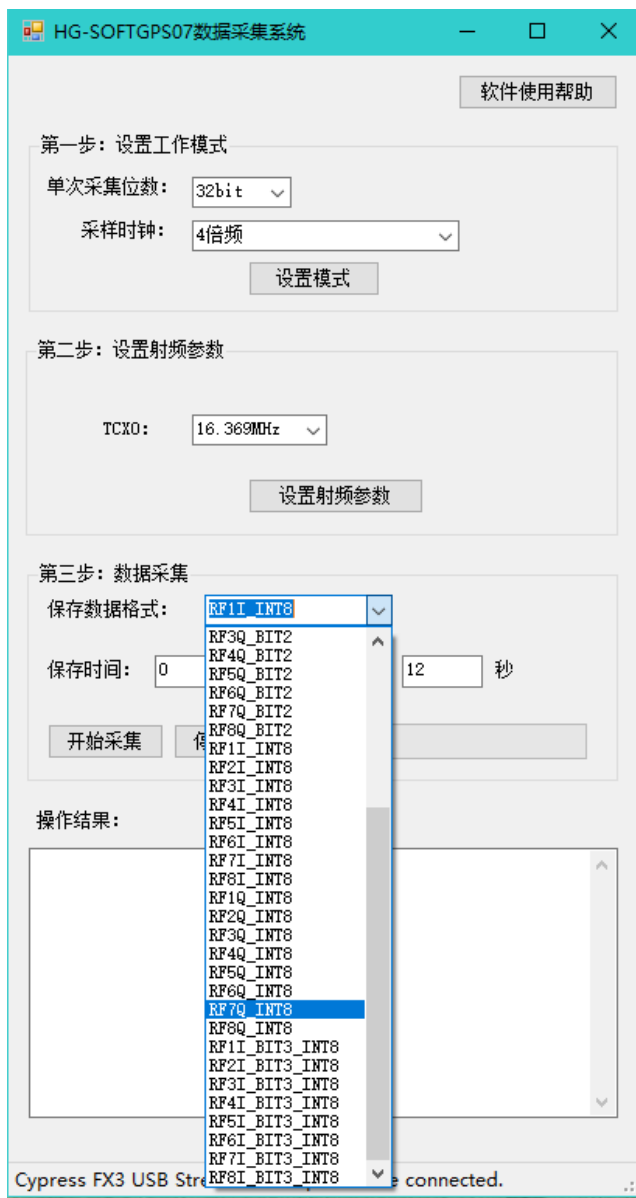 HG-SOFTGPS07数据采集系统
软件使用帮助
第一步：设置工作模式
单次采集位数：
32bit
采样时钟：
4倍频
设置模式
第二步：设置射频参数
TCXO:
16.369MHz
设置射频参数
第三步：数据采集
保存数据格式：
RF1I_INT8
RF3Q_BIT2
RF4Q_BIT2
RF5Q_BIT2
RF6Q_BIT2
RF7Q_BIT2
RF8Q_BIT2
RF1I_INT8
RF2I_INT8
RF3I_INT8
RF4I_INT8
RF5I_INT8
RF6I_INT8
RF7I_INT8
RF8I_INT8
RF1Q_INT8
RF2Q_INT8
RF3Q_INT8
RF4Q_INT8
RF5Q_INT8
RF6Q_INT8
RF7Q_INT8
RF8Q_INT8
RF1I_BIT3_INT8
RF2I_BIT3_INT8
RF3I_BIT3_INT8
RF4I_BIT3_INT8
RF5I_BIT3_INT8
RF6I_BIT3_INT8
RF7I_BIT3_INT8
RF8I_BIT3_INT8
保存时间：
0
12
秒
开始采集
操作结果：
Cypress FX3 USB
connected.